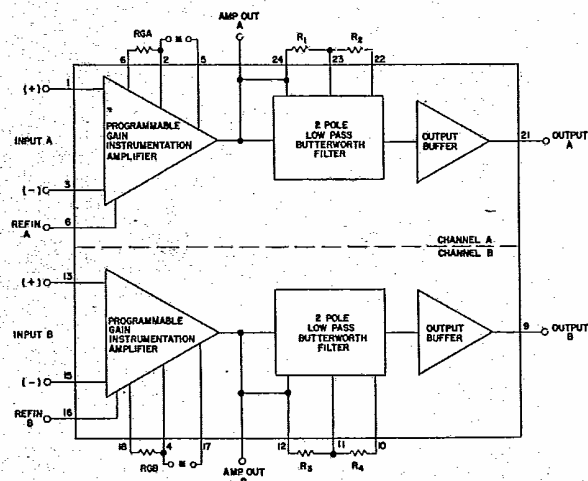 AMP OUT
A
RGA
R1
R2
6
2
5
24
23
22
(+)
1
INPUT A
PROGRAMMABLE
GAIN
INSTRUMENTATION
AMPLIFIER
2 POLE
LOW PASS
BUTTERWORTH
FILTER
OUTPUT
BUFFER
21
OUTPUT
A
(-)
3
REFIN
A
6
CHANNEL A
CHANNEL B
(+)
13
INPUT B
PROGRAMMABLE
GAIN
INSTRUMENTATION
AMPLIFIER
2 POLE
LOW PASS
BUTTERWORTH
FILTER
OUTPUT
BUFFER
9
OUTPUT
B
(-)
15
REFIN
B
16
18
4
17
12
11
10
RGB
R3
R4
AMP OUT